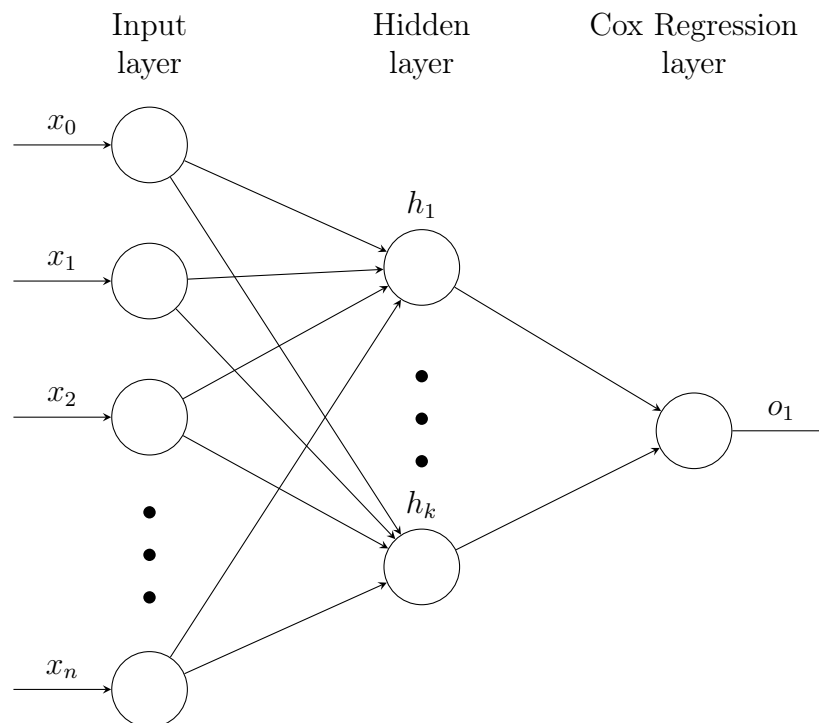 Input
layer
Hidden
layer
Cox Regression
layer
x₀
x₁
x₂
xₙ
h₁
hₖ
o₁